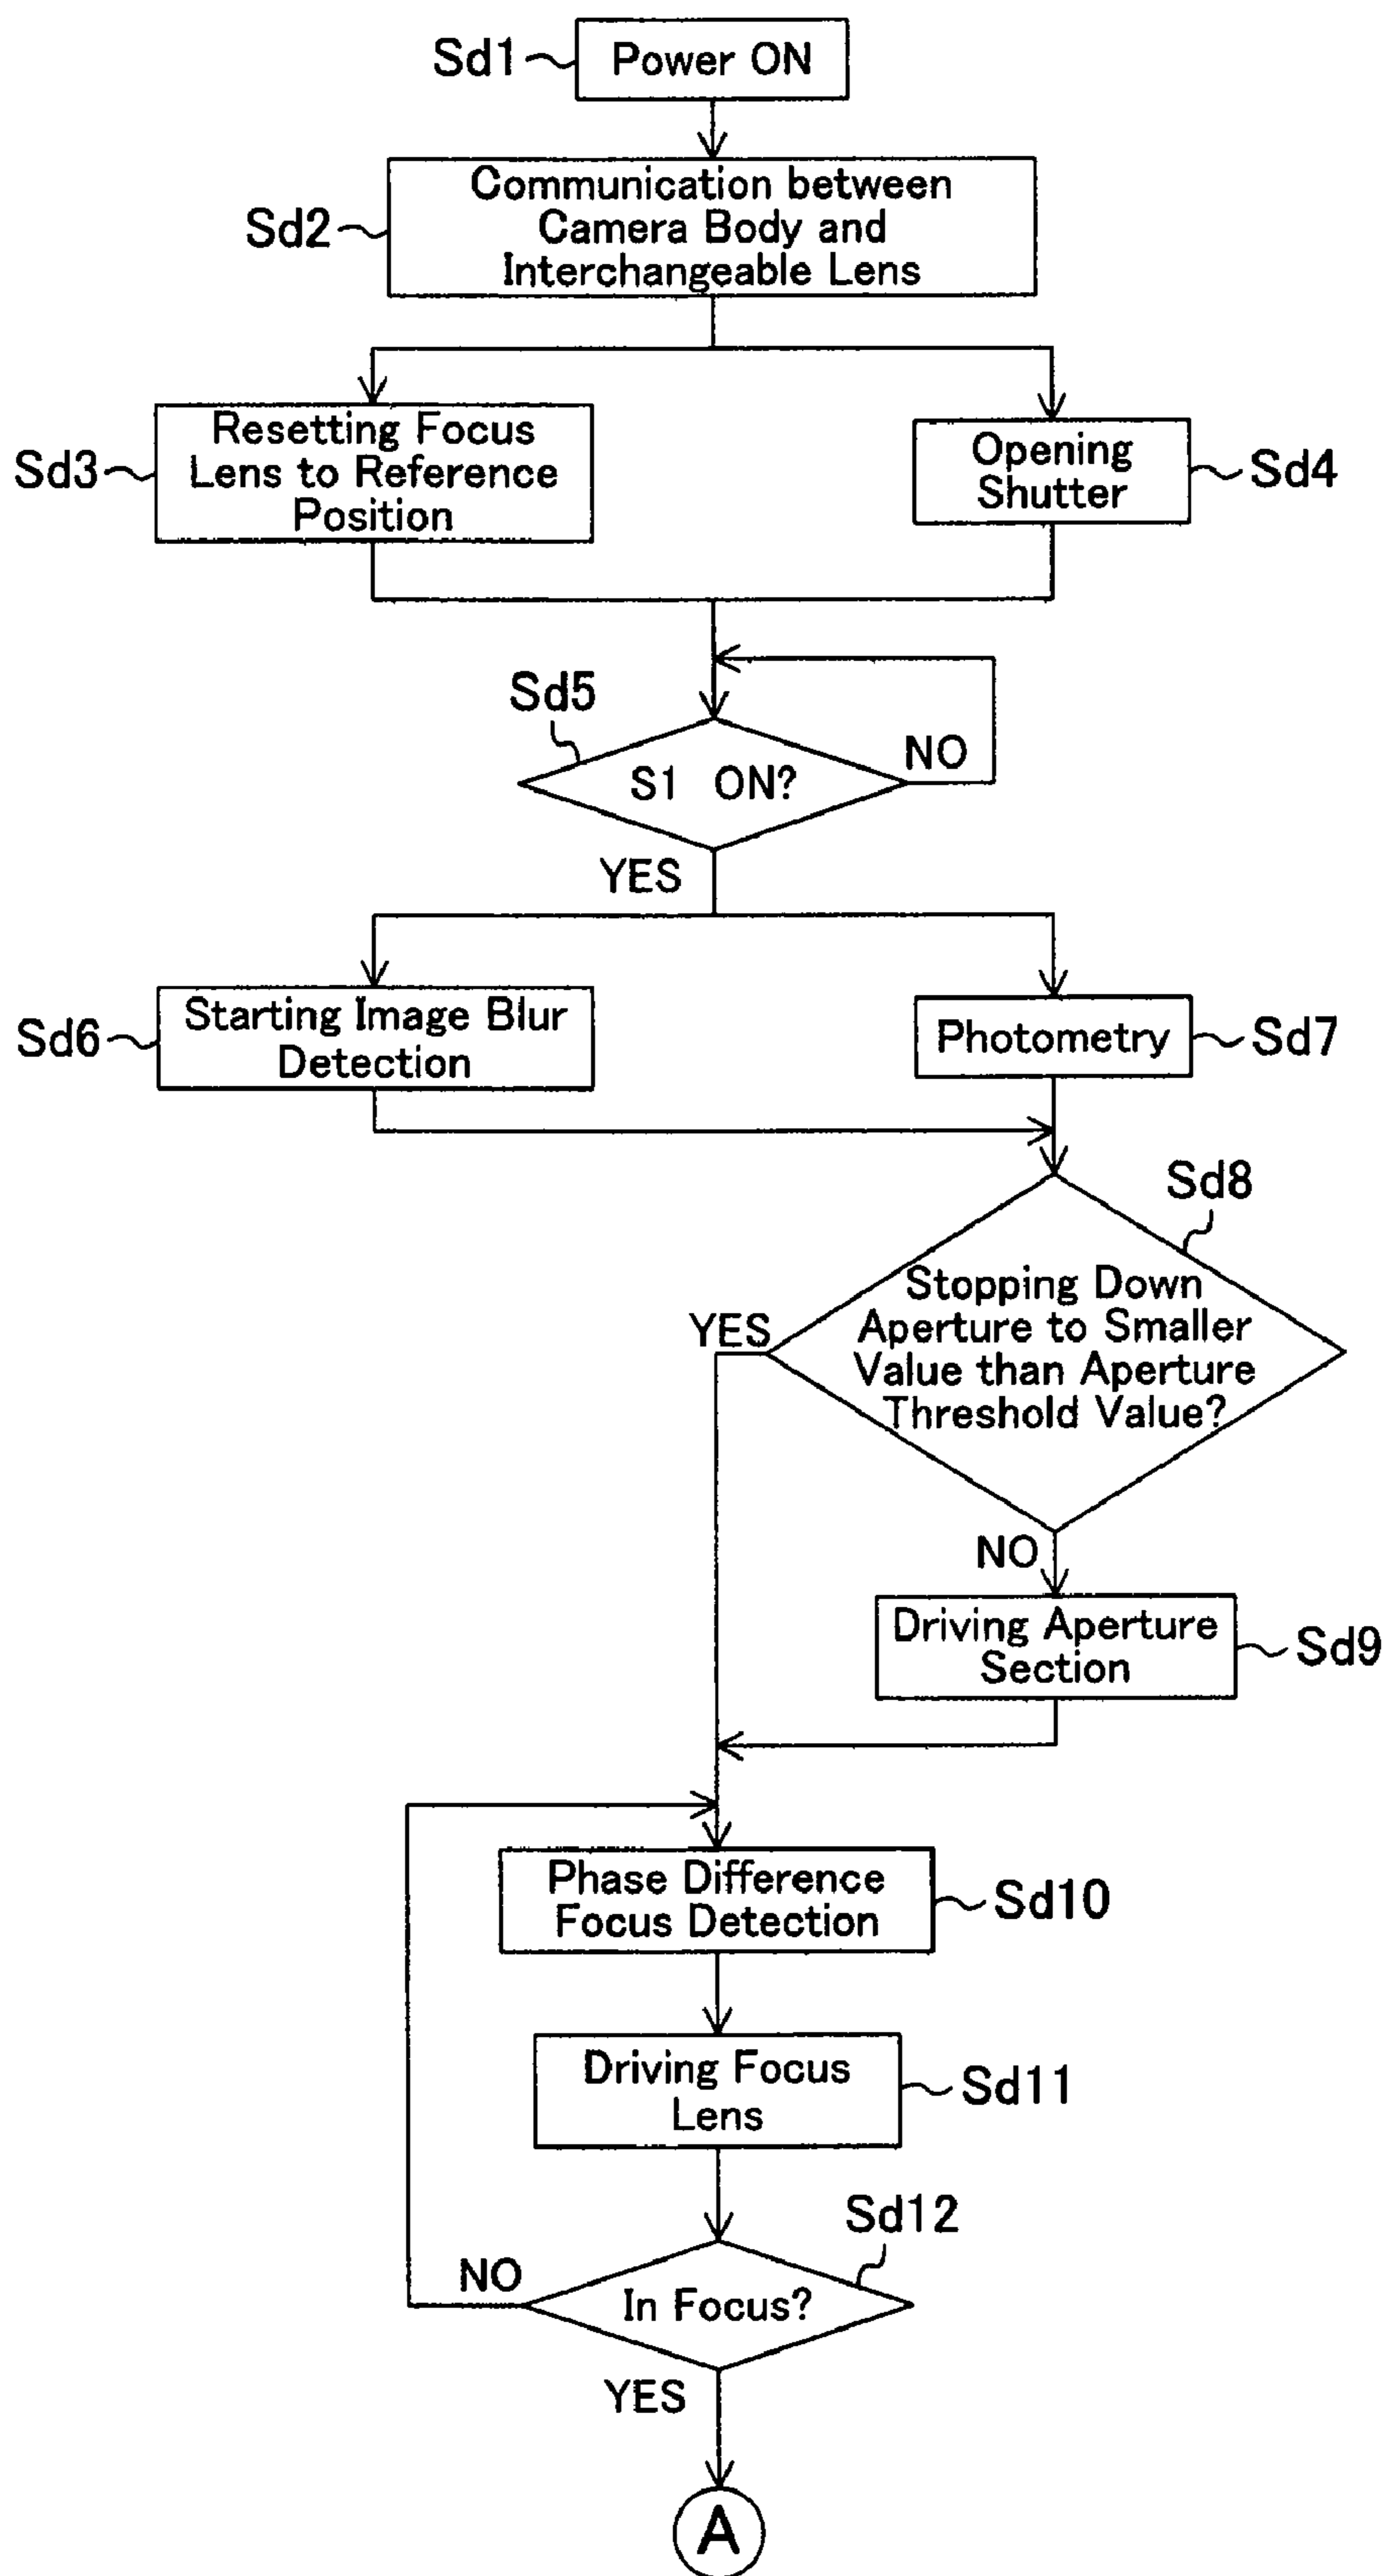 Sd1
Power ON
Sd2
Communication between
Camera Body and
Interchangeable Lens
Sd3
Resetting Focus
Lens to Reference
Position
Opening
Shutter
Sd4
Sd5
S1 ON?
NO
YES
Sd6
Starting Image Blur
Detection
Photometry
Sd7
Sd8
Stopping Down
Aperture to Smaller
Value than Aperture
Threshold Value?
YES
NO
Driving Aperture
Section
Sd9
Phase Difference
Focus Detection
Sd10
Driving Focus
Lens
Sd11
Sd12
In Focus?
NO
YES
A